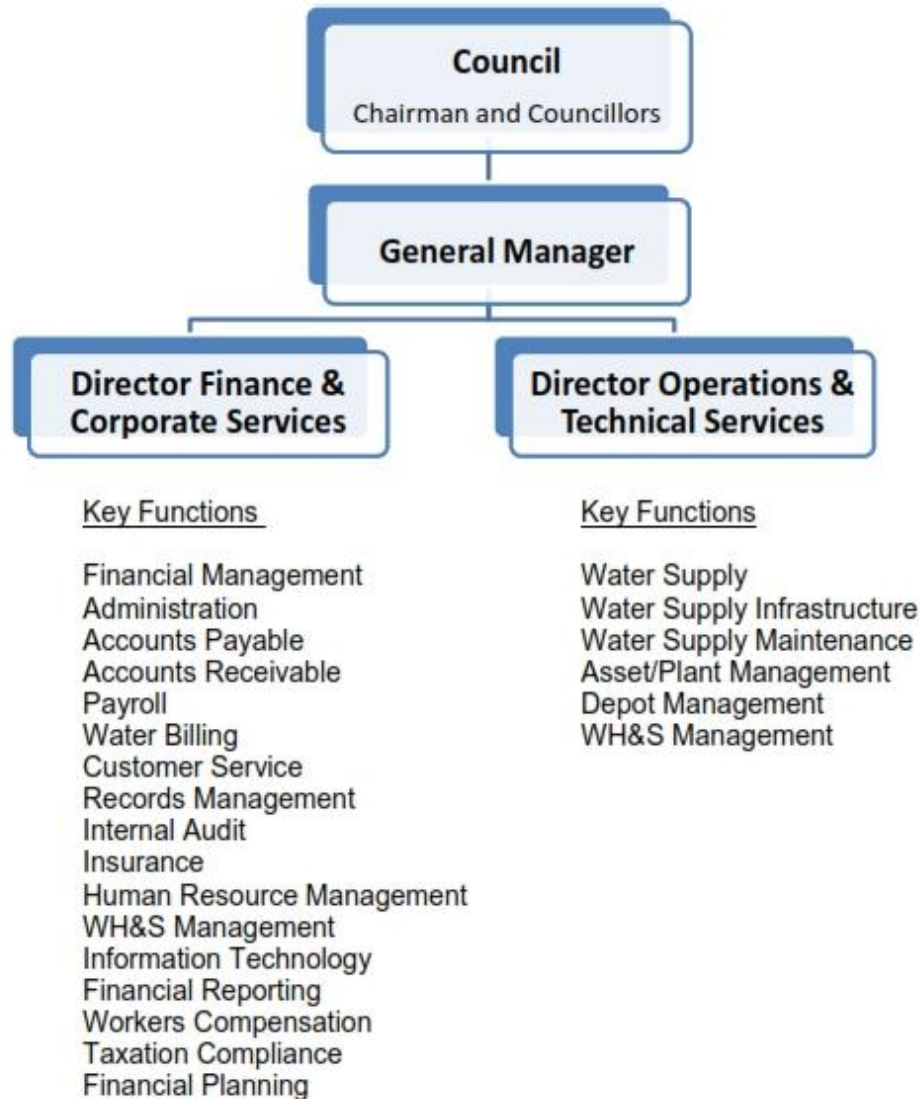 Council
Chairman and Councillors
General Manager
Director Finance &
Corporate Services
Key Functions
Financial Management
Administration
Accounts Payable
Accounts Receivable
Payroll
Water Billing
Customer Service
Records Management
Internal Audit
Insurance
Human Resource Management
WH&S Management
Information Technology
Financial Reporting
Workers Compensation
Taxation Compliance
Financial Planning
Director Operations &
Technical Services
Key Functions
Water Supply
Water Supply Infrastructure
Water Supply Maintenance
Asset/Plant Management
Depot Management
WH&S Management